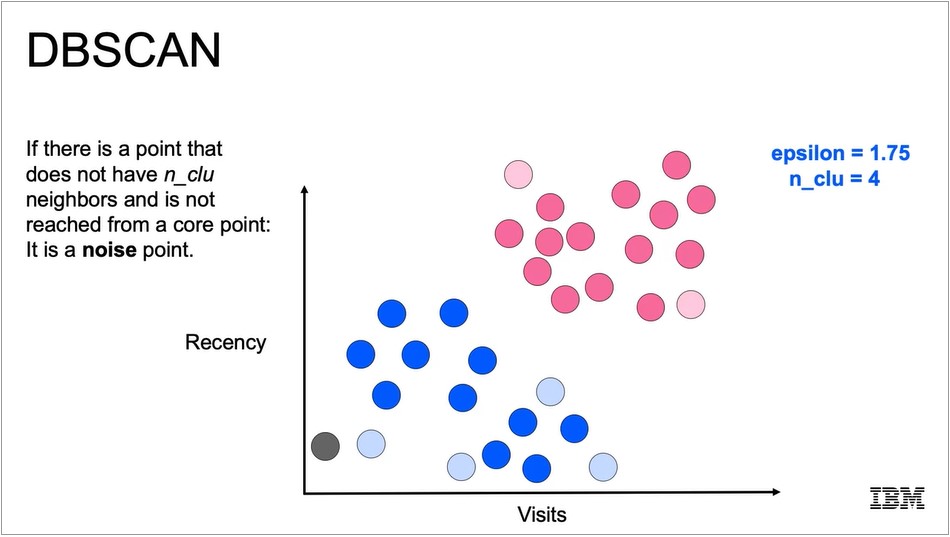 DBSCAN
If there is a point that
does not have n_clu
neighbors and is not
reached from a core point:
It is a noise point.
epsilon = 1.75
n_clu = 4
Recency
Visits
IBM